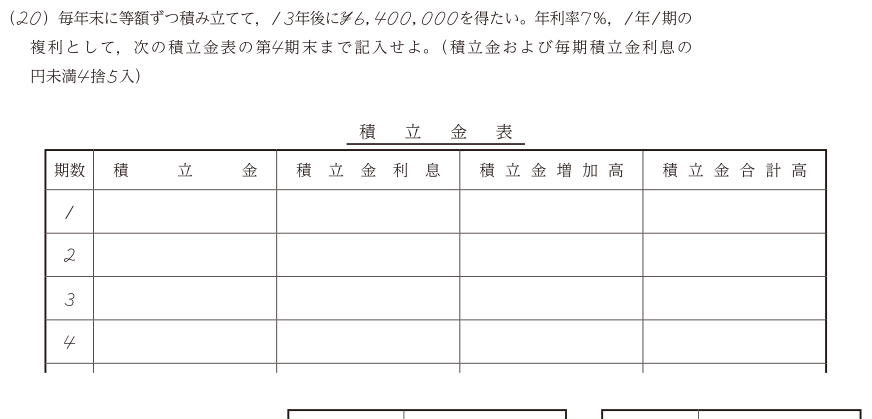 (20) 毎年末に等額ずつ積み立てて，13年後に¥6,400,000を得たい。年利率7%，1年1期の
複利として，次の積立金表の第4期末まで記入せよ。（積立金および毎期積立金利息の
円未満4捨5入）
積立金表
期数 積立金 積立金利息 積立金増加高 積立金合計高
1
2
3
4